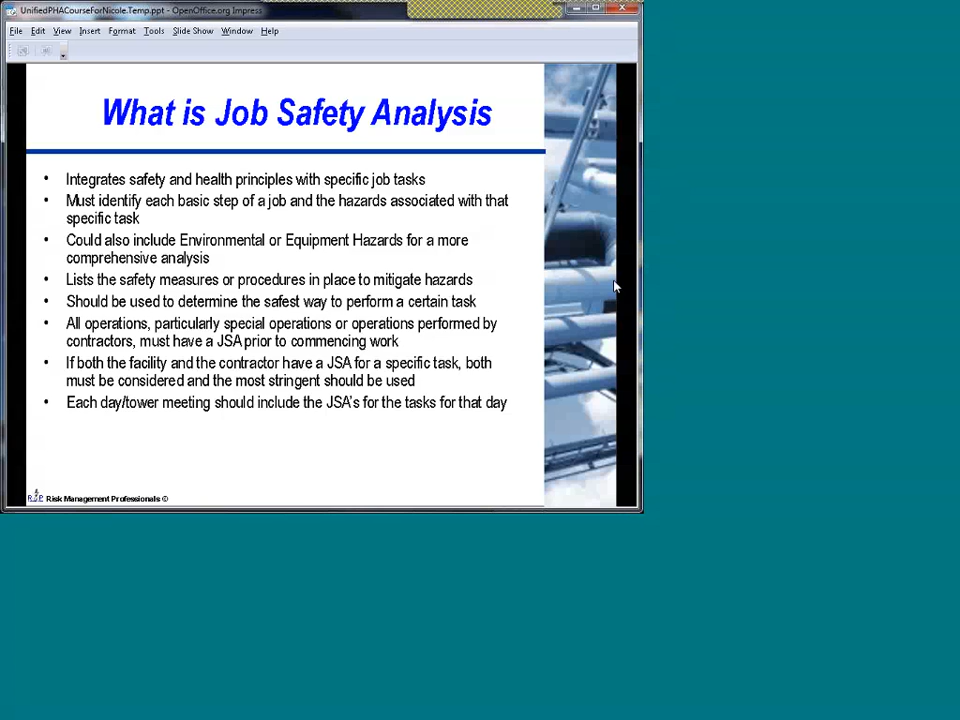 UnifiedPHACourseForNicole.Temp.ppt - OpenOffice.org Impress
File Edit View Insert Format Tools Slide Show Window Help
What is Job Safety Analysis
• Integrates safety and health principles with specific job tasks
• Must identify each basic step of a job and the hazards associated with that
specific task
• Could also include Environmental or Equipment Hazards for a more
comprehensive analysis
• Lists the safety measures or procedures in place to mitigate hazards
• Should be used to determine the safest way to perform a certain task
• All operations, particularly special operations or operations performed by
contractors, must have a JSA prior to commencing work
• If both the facility and the contractor have a JSA for a specific task, both
must be considered and the most stringent should be used
• Each day/tower meeting should include the JSA's for the tasks for that day
Risk Management Professionals ©